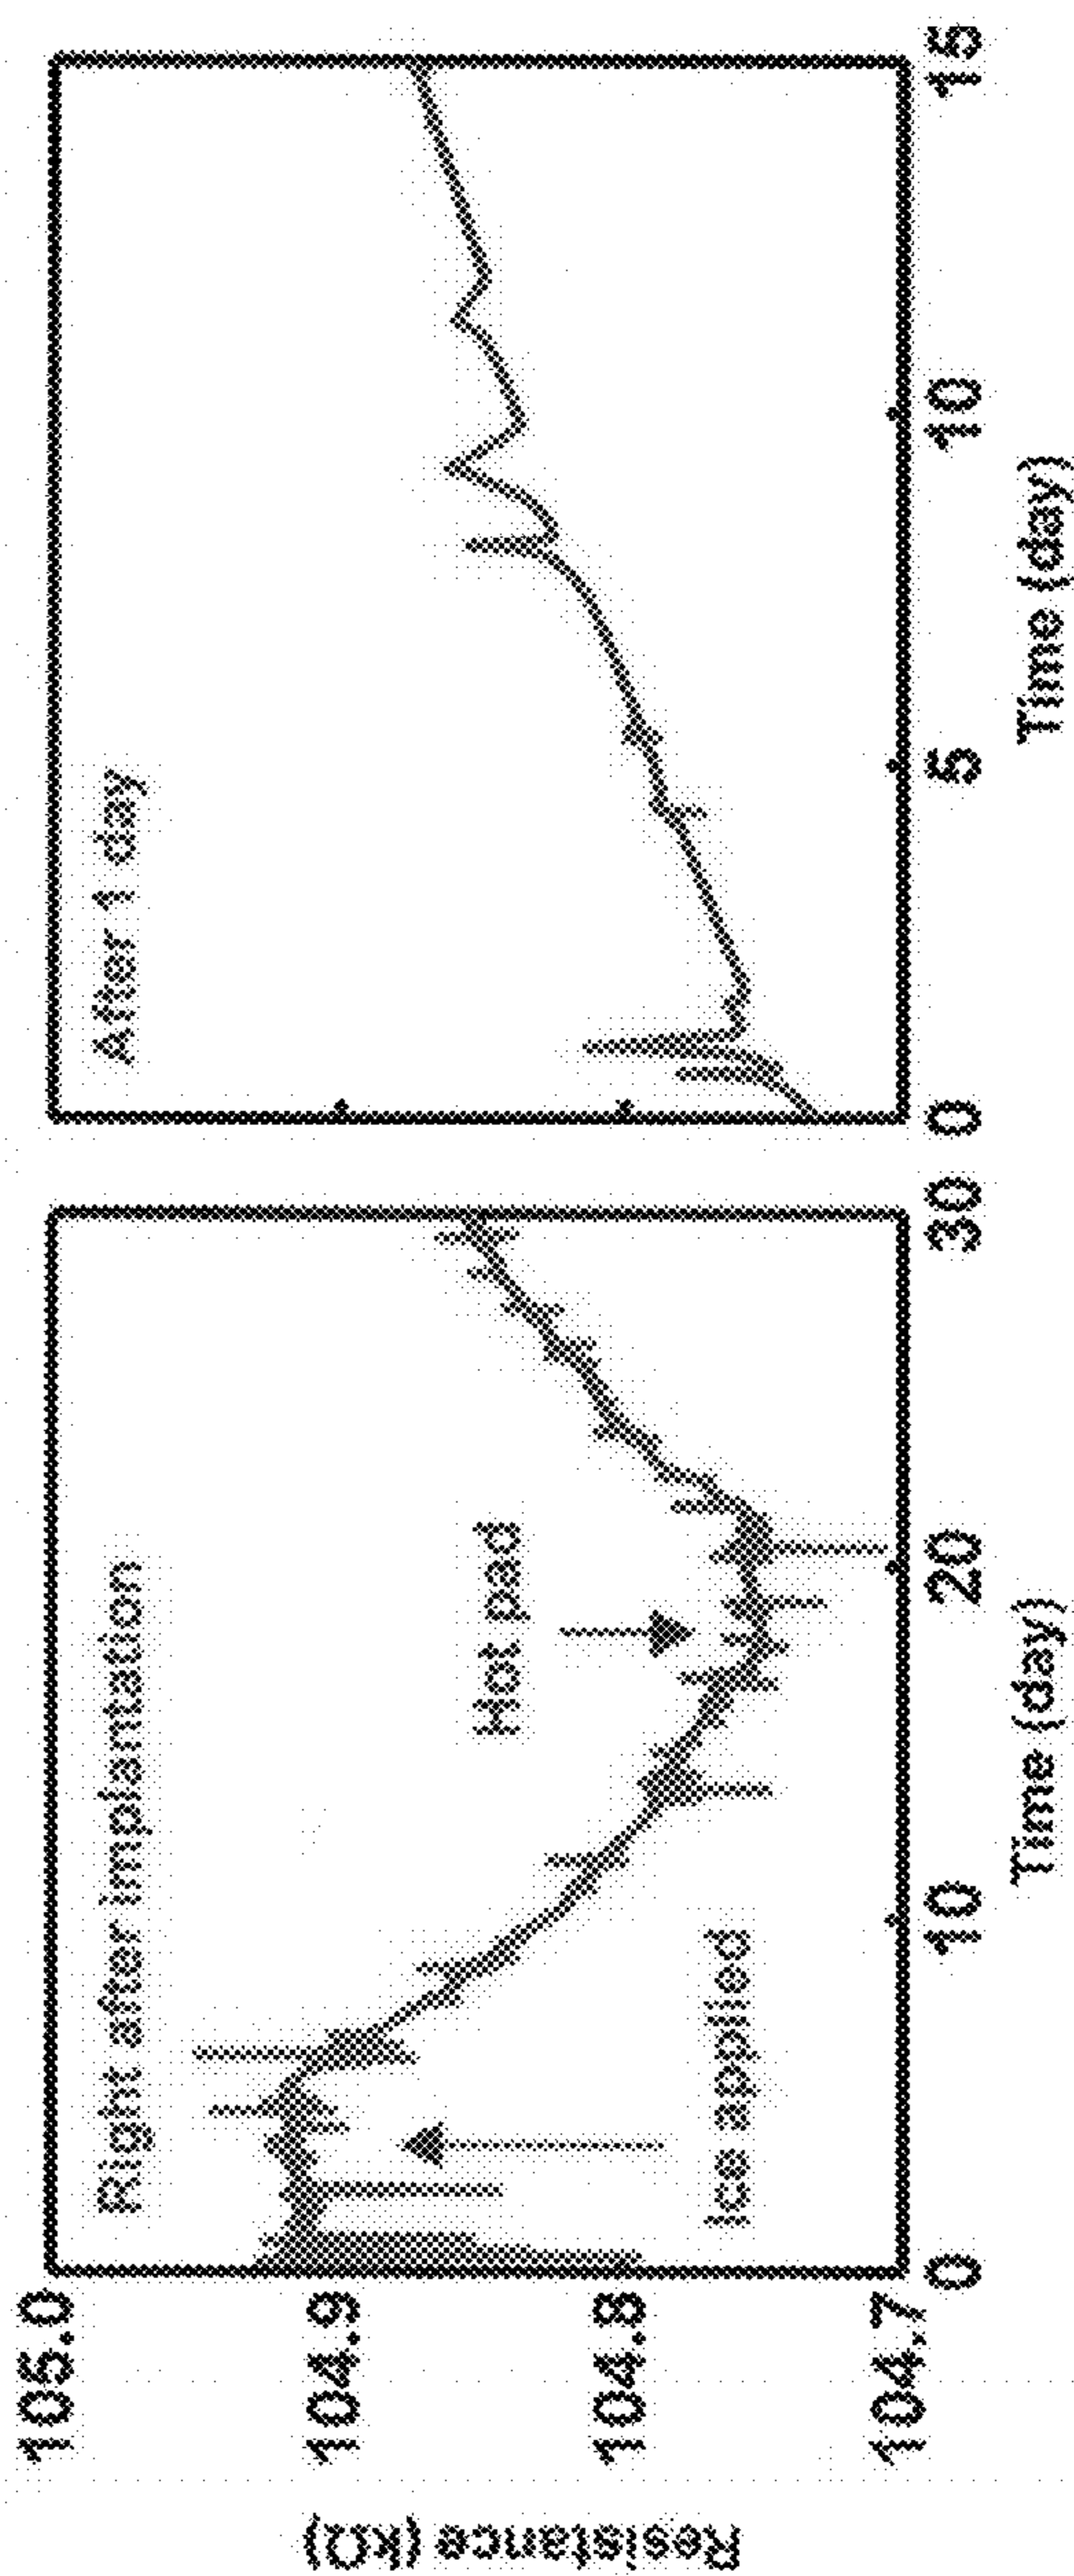 Resistance (kΩ)
105.0
104.9
104.8
104.7
Right after implantation
Hot pad
Ice applied
0
10
20
30
Time (day)
After 1 day
0
5
10
15
Time (day)